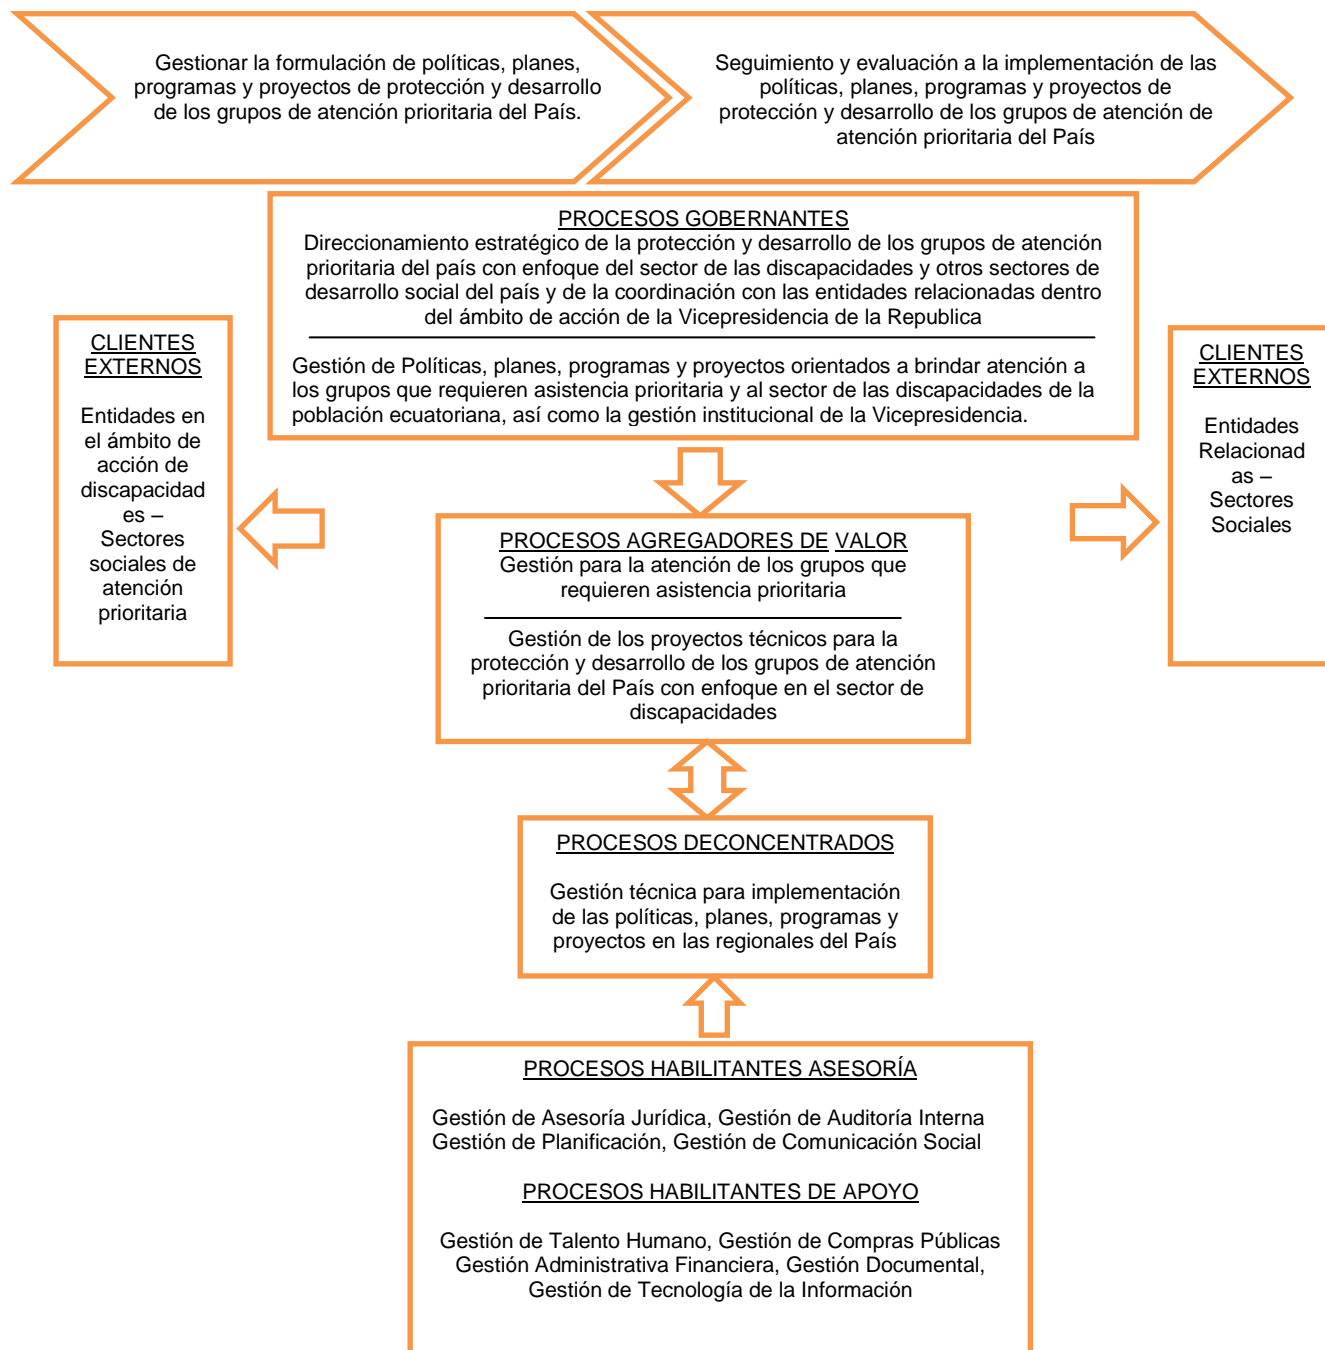 Gestionar la formulación de políticas, planes,
programas y proyectos de protección y desarrollo
de los grupos de atención prioritaria del País.
Seguimiento y evaluación a la implementación de las
políticas, planes, programas y proyectos de
protección y desarrollo de los grupos de atención de
atención prioritaria del País
PROCESOS GOBERNANTES
Direccionamiento estratégico de la protección y desarrollo de los grupos de atención
prioritaria del país con enfoque del sector de las discapacidades y otros sectores de
desarrollo social del país y de la coordinación con las entidades relacionadas dentro
del ámbito de acción de la Vicepresidencia de la Republica
Gestión de Políticas, planes, programas y proyectos orientados a brindar atención a
los grupos que requieren asistencia prioritaria y al sector de las discapacidades de la
población ecuatoriana, así como la gestión institucional de la Vicepresidencia.
CLIENTES
EXTERNOS
Entidades en
el ámbito de
acción de
discapacidad
es –
Sectores
sociales de
atención
prioritaria
CLIENTES
EXTERNOS
Entidades
Relacionad
as –
Sectores
Sociales
PROCESOS AGREGADORES DE VALOR
Gestión para la atención de los grupos que
requieren asistencia prioritaria
Gestión de los proyectos técnicos para la
protección y desarrollo de los grupos de atención
prioritaria del País con enfoque en el sector de
discapacidades
PROCESOS DECONCENTRADOS
Gestión técnica para implementación
de las políticas, planes, programas y
proyectos en las regionales del País
PROCESOS HABILITANTES ASESORÍA
Gestión de Asesoría Jurídica, Gestión de Auditoría Interna
Gestión de Planificación, Gestión de Comunicación Social
PROCESOS HABILITANTES DE APOYO
Gestión de Talento Humano, Gestión de Compras Públicas
Gestión Administrativa Financiera, Gestión Documental,
Gestión de Tecnología de la Información